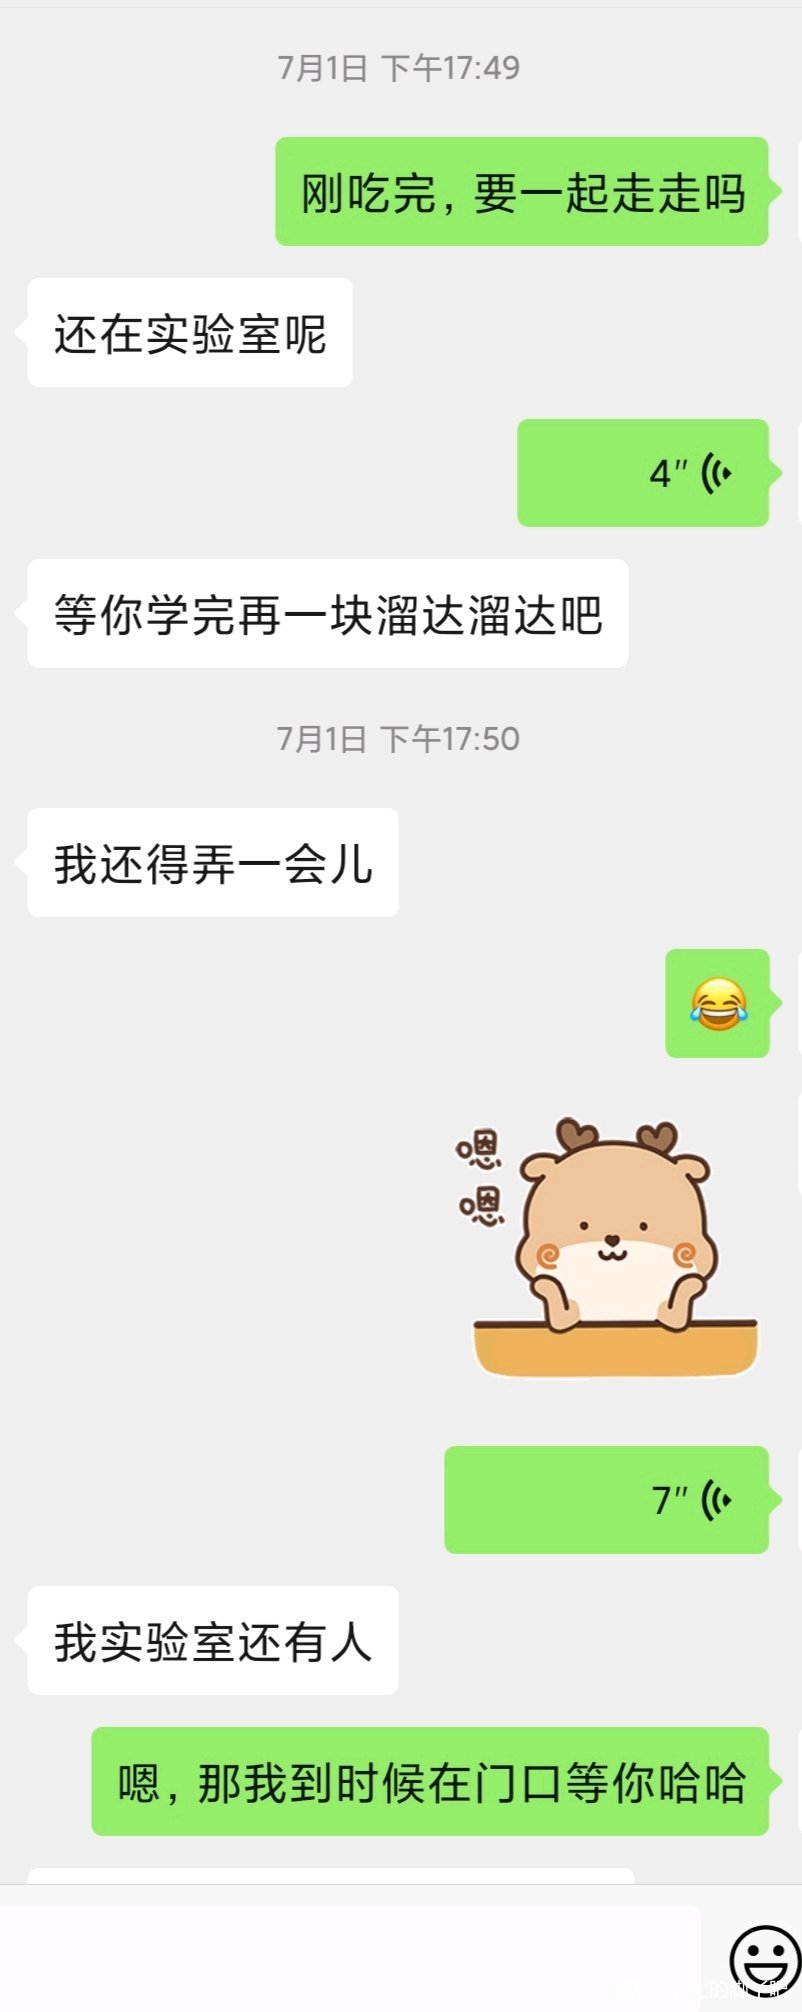 7月1日 下午17:49
刚吃完，要一起走走吗
还在实验室呢
4″
等你学完再一块溜达溜达吧
7月1日 下午17:50
我还得弄一会儿
嗯
嗯
7″
我实验室还有人
嗯，那我到时候在门口等你哈哈